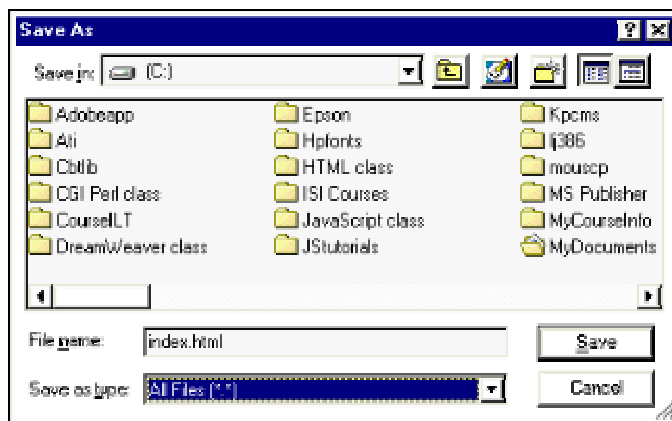 Save As
Save in: (C:)
Adobeapp
Ati
Cbtlib
CGI Perl class
CourseILT
DreamWeaver class
Epson
Hpfonts
HTML class
ISI Courses
JavaScript class
JStutorials
Kpcms
lj386
mouscp
MS Publisher
MyCourseInfo
MyDocuments
File name: index.html
Save
Save as type: All Files (*.*)
Cancel